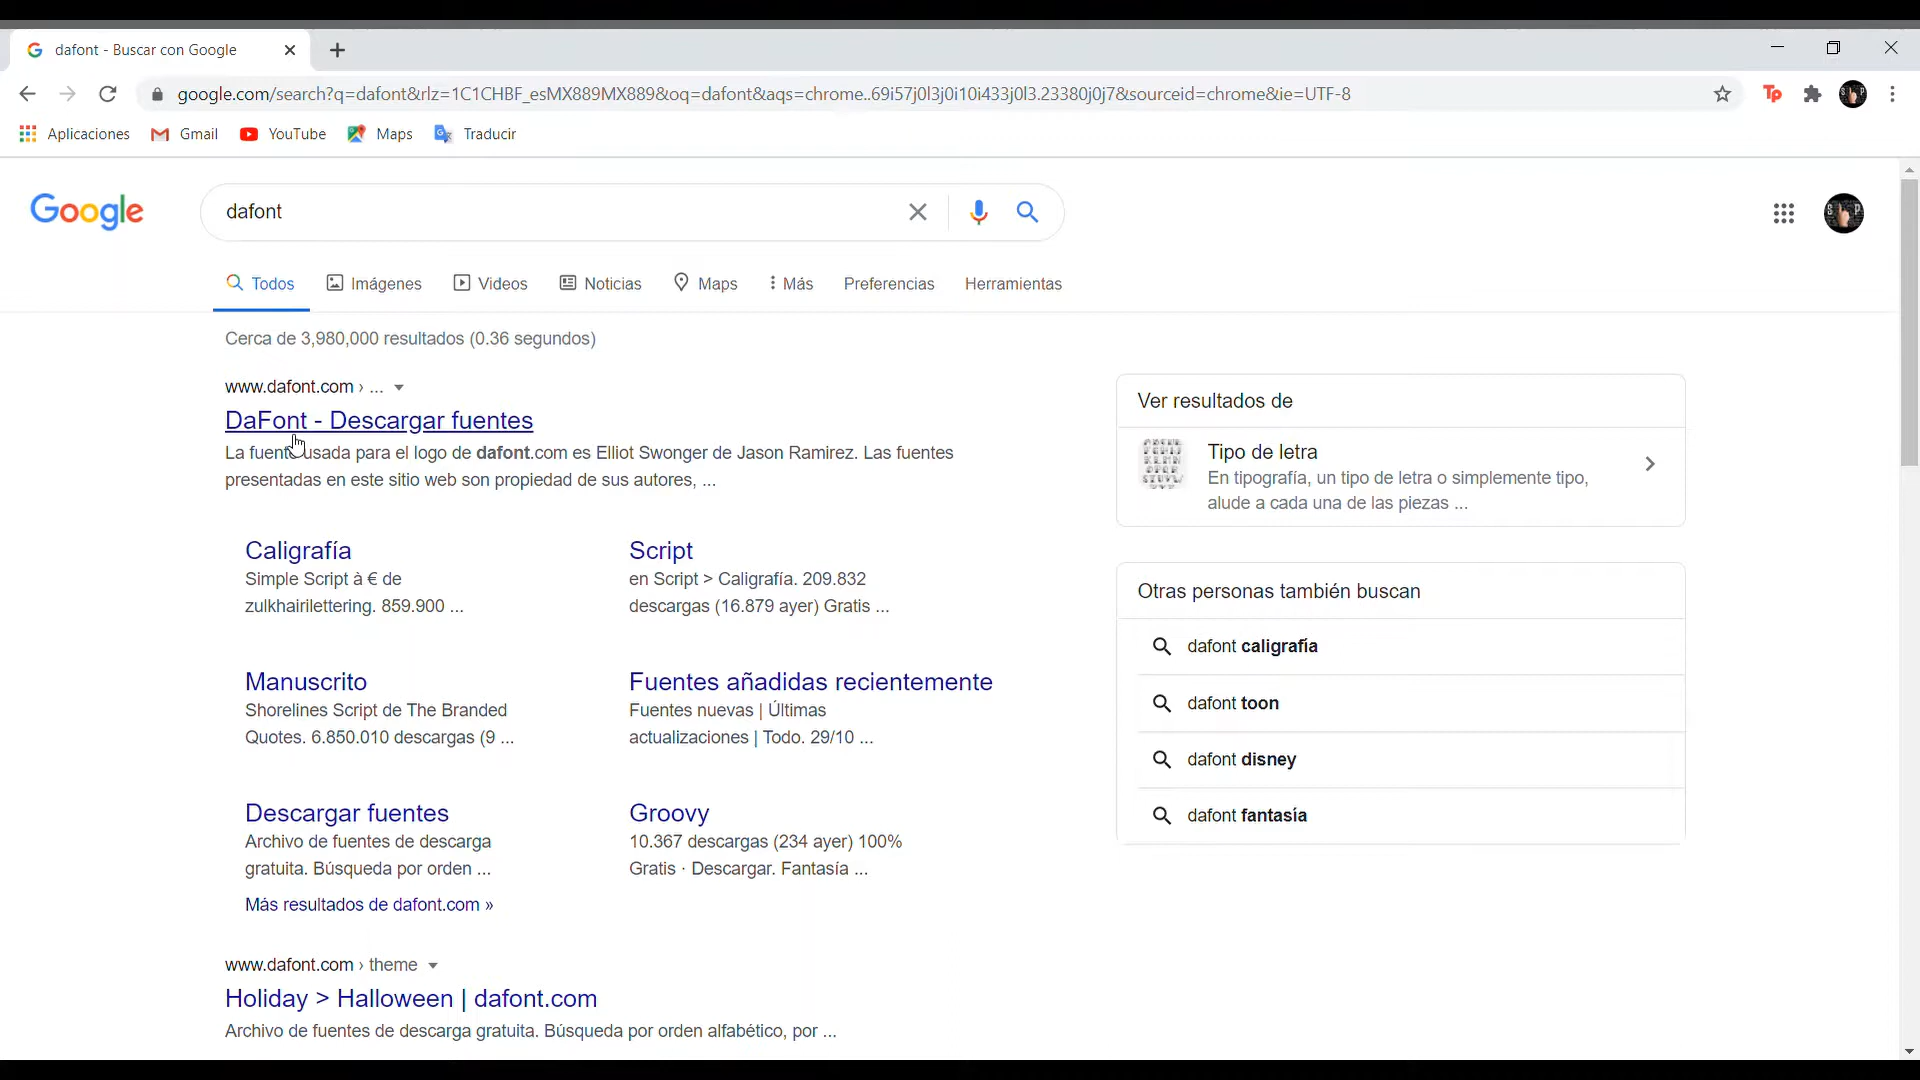 dafont - Buscar con Google
google.com/search?q=dafont&rlz=1C1CHBF_esMX889MX889&oq=dafont&aqs=chrome..69i57j0l3j0i10i433j0l3.23380j0j7&sourceid=chrome&ie=UTF-8
Tp
Aplicaciones Gmail YouTube Maps Traducir
Google dafont
Todos Imágenes Videos Noticias Maps Más Preferencias Herramientas
Cerca de 3,980,000 resultados (0.36 segundos)
www.dafont.com › ...
DaFont - Descargar fuentes
La fuente usada para el logo de dafont.com es Elliot Swonger de Jason Ramirez. Las fuentes
presentadas en este sitio web son propiedad de sus autores, ...
Caligrafía
Simple Script à € de
zulkhairilettering. 859.900 ...
Script
en Script > Caligrafía. 209.832
descargas (16.879 ayer) Gratis ...
Manuscrito
Shorelines Script de The Branded
Quotes. 6.850.010 descargas (9 ...
Fuentes añadidas recientemente
Fuentes nuevas | Últimas
actualizaciones | Todo. 29/10 ...
Descargar fuentes
Archivo de fuentes de descarga
gratuita. Búsqueda por orden ...
Groovy
10.367 descargas (234 ayer) 100%
Gratis · Descargar. Fantasía ...
Más resultados de dafont.com »
www.dafont.com › theme
Holiday > Halloween | dafont.com
Archivo de fuentes de descarga gratuita. Búsqueda por orden alfabético, por ...
Ver resultados de
Tipo de letra
En tipografía, un tipo de letra o simplemente tipo,
alude a cada una de las piezas ...
Otras personas también buscan
dafont caligrafía
dafont toon
dafont disney
dafont fantasía